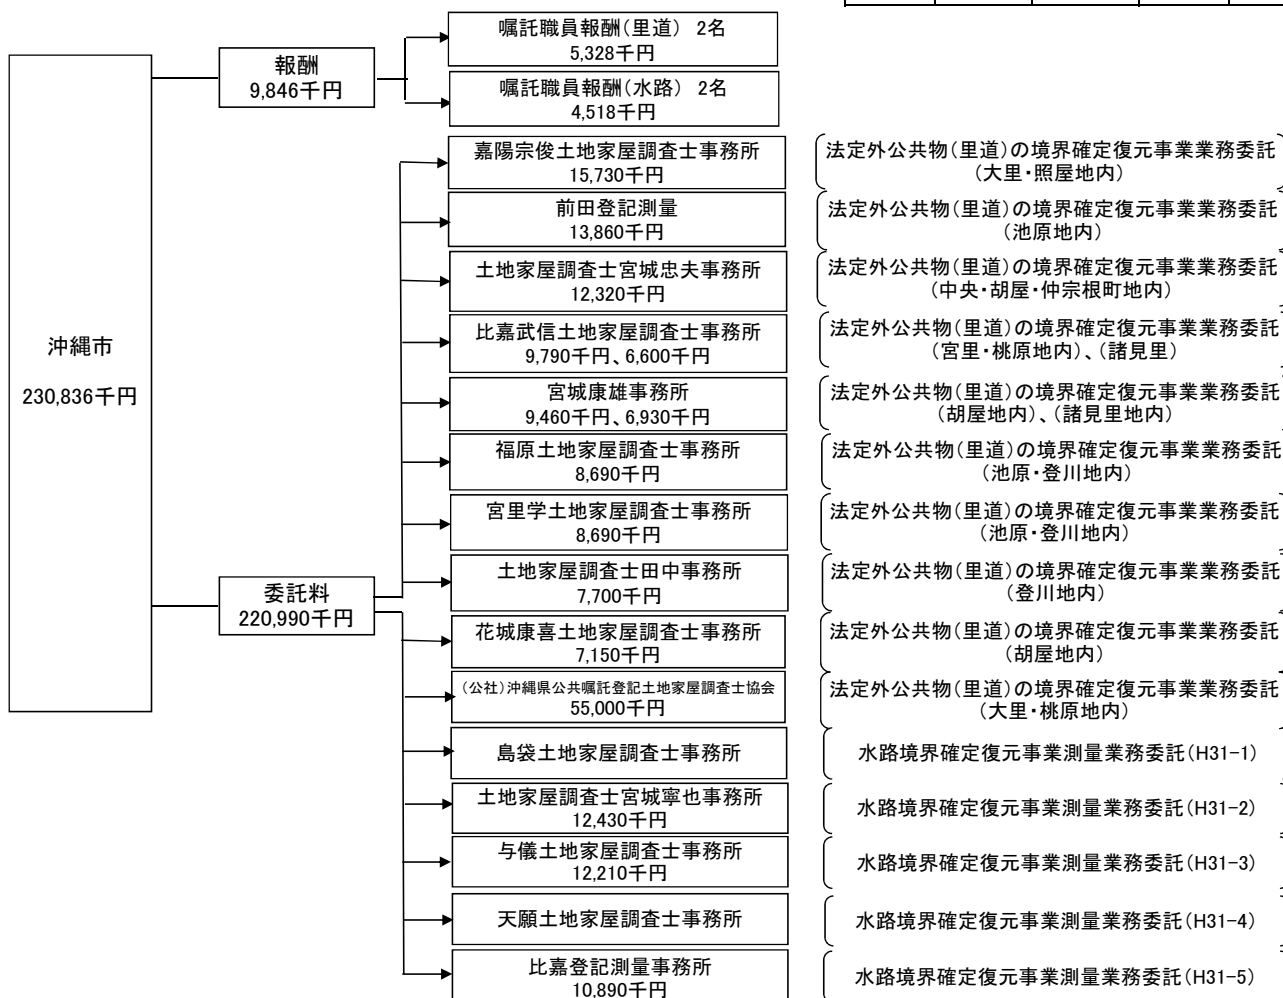 嘱託職員報酬(里道) 2名
5,328千円
報酬
9,846千円
嘱託職員報酬(水路) 2名
4,518千円
沖縄市
230,836千円
嘉陽宗俊土地家屋調査士事務所
15,730千円
法定外公共物(里道)の境界確定復元事業業務委託
(大里・照屋地内)
前田登記測量
13,860千円
法定外公共物(里道)の境界確定復元事業業務委託
(池原地内)
土地家屋調査士宮城忠夫事務所
12,320千円
法定外公共物(里道)の境界確定復元事業業務委託
(中央・胡屋・仲宗根町地内)
比嘉武信土地家屋調査士事務所
9,790千円、6,600千円
法定外公共物(里道)の境界確定復元事業業務委託
(宮里・桃原地内)、(諸見里)
宮城康雄事務所
9,460千円、6,930千円
法定外公共物(里道)の境界確定復元事業業務委託
(胡屋地内)、(諸見里地内)
福原土地家屋調査士事務所
8,690千円
法定外公共物(里道)の境界確定復元事業業務委託
(池原・登川地内)
宮里学土地家屋調査士事務所
8,690千円
法定外公共物(里道)の境界確定復元事業業務委託
(池原・登川地内)
委託料
220,990千円
土地家屋調査士田中事務所
7,700千円
法定外公共物(里道)の境界確定復元事業業務委託
(登川地内)
花城康喜土地家屋調査士事務所
7,150千円
法定外公共物(里道)の境界確定復元事業業務委託
(胡屋地内)
(公社)沖縄県公共嘱託登記土地家屋調査士協会
55,000千円
法定外公共物(里道)の境界確定復元事業業務委託
(大里・桃原地内)
島袋土地家屋調査士事務所
水路境界確定復元事業測量業務委託(H31-1)
土地家屋調査士宮城寧也事務所
12,430千円
水路境界確定復元事業測量業務委託(H31-2)
与儀土地家屋調査士事務所
12,210千円
水路境界確定復元事業測量業務委託(H31-3)
天願土地家屋調査士事務所
水路境界確定復元事業測量業務委託(H31-4)
比嘉登記測量事務所
10,890千円
水路境界確定復元事業測量業務委託(H31-5)